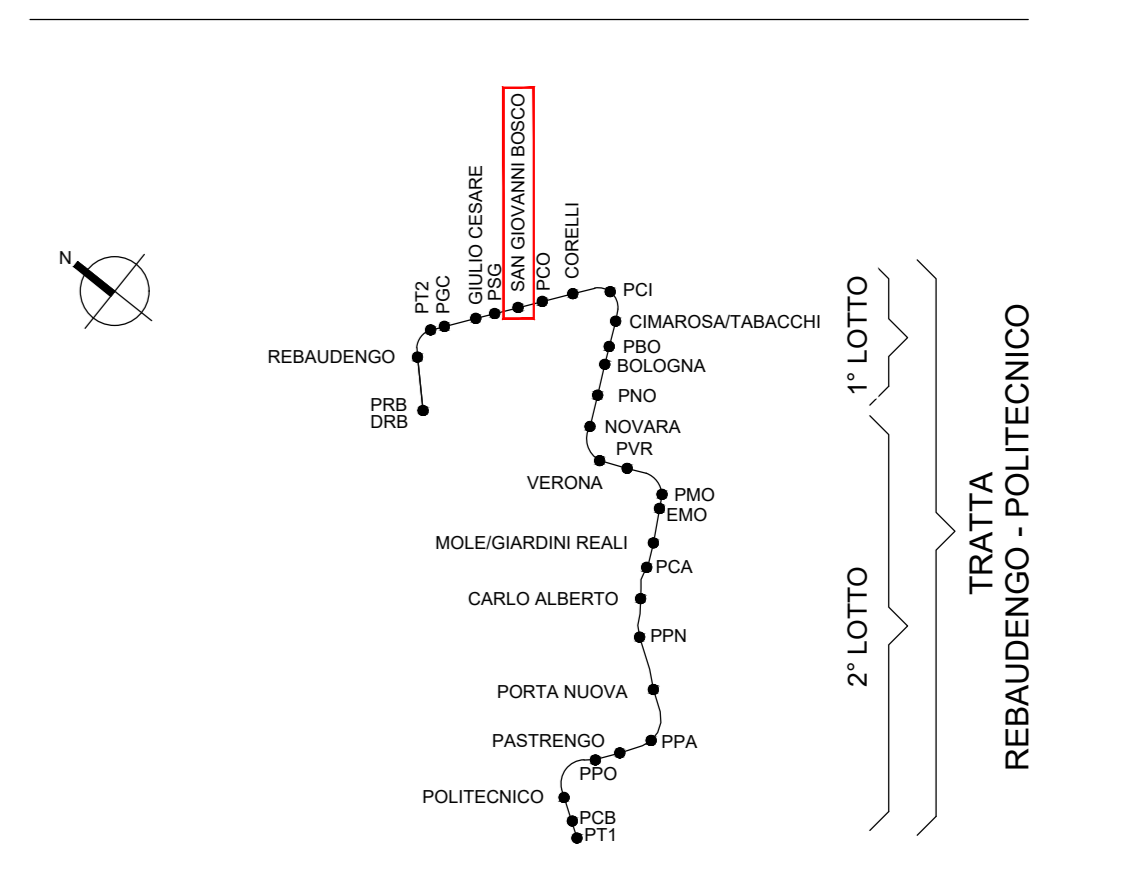 N
PT2
PGC
GIULIO CESARE
PSG
SAN GIOVANNI BOSCO
PCO
CORELLI
PCI
CIMAROSA/TABACCHI
REBAUDENGO
PBO
BOLOGNA
PRB
DRB
PNO
NOVARA
PVR
VERONA
PMO
EMO
MOLE/GIARDINI REALI
PCA
CARLO ALBERTO
PPN
PORTA NUOVA
PASTRENGO
PPA
PPO
POLITECNICO
PCB
PT1
1° LOTTO
2° LOTTO
TRATTA
REBAUDENGO - POLITECNICO